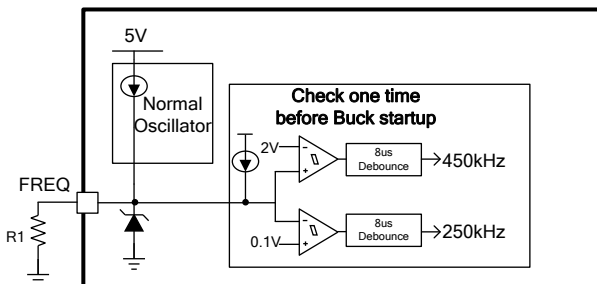 5V
Normal
Oscillator
Check one time
before Buck startup
2V
−
+
8us
Debounce
450kHz
FREQ
R1
−
0.1V
+
8us
Debounce
250kHz